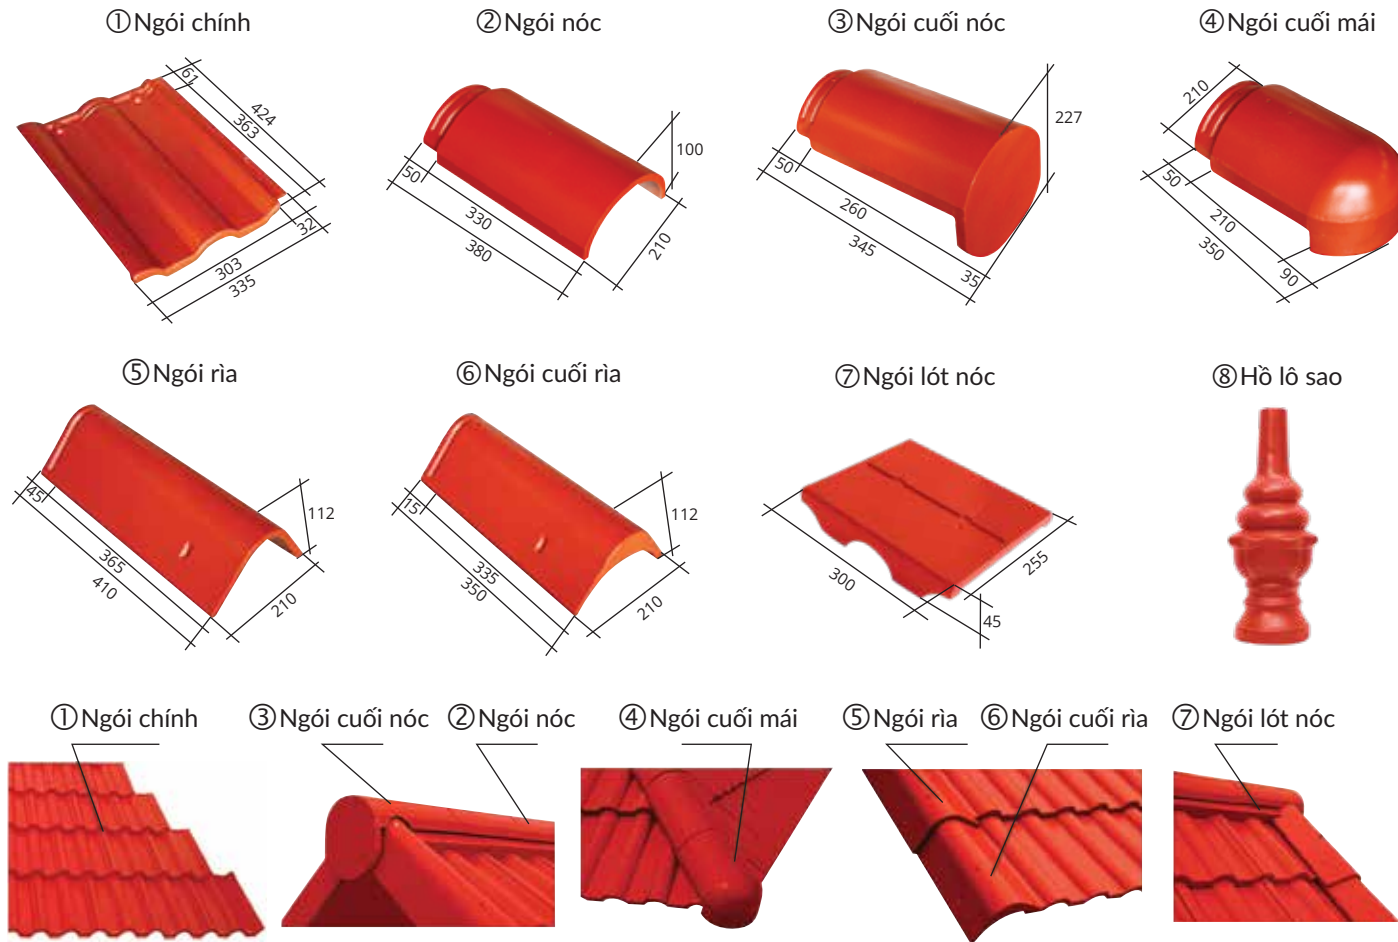 ①Ngói chính
②Ngói nóc
③Ngói cuối nóc
④Ngói cuối mái
61
424
363
32
303
335
100
50
330
380
210
227
50
260
345
35
210
50
210
350
90
⑤Ngói rìa
⑥Ngói cuối rìa
⑦Ngói lót nóc
⑧Hồ lô sao
45
365
410
112
210
15
335
350
112
210
300
255
45
①Ngói chính
③Ngói cuối nóc
②Ngói nóc
④Ngói cuối mái
⑤Ngói rìa
⑥Ngói cuối rìa
⑦Ngói lót nóc